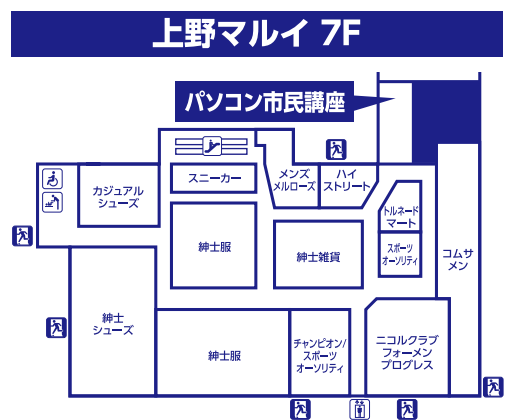 上野マルイ 7F
パソコン市民講座
スニーカー
メンズ
メルローズ
ハイ
ストリート
カジュアル
シューズ
トルネード
マート
紳士服
紳士雑貨
スポーツ
オーソリティ
コムサ
メン
紳士
シューズ
紳士服
チャンピオン/
スポーツ
オーソリティ
ニコルクラブ
フォーメン
プログレス